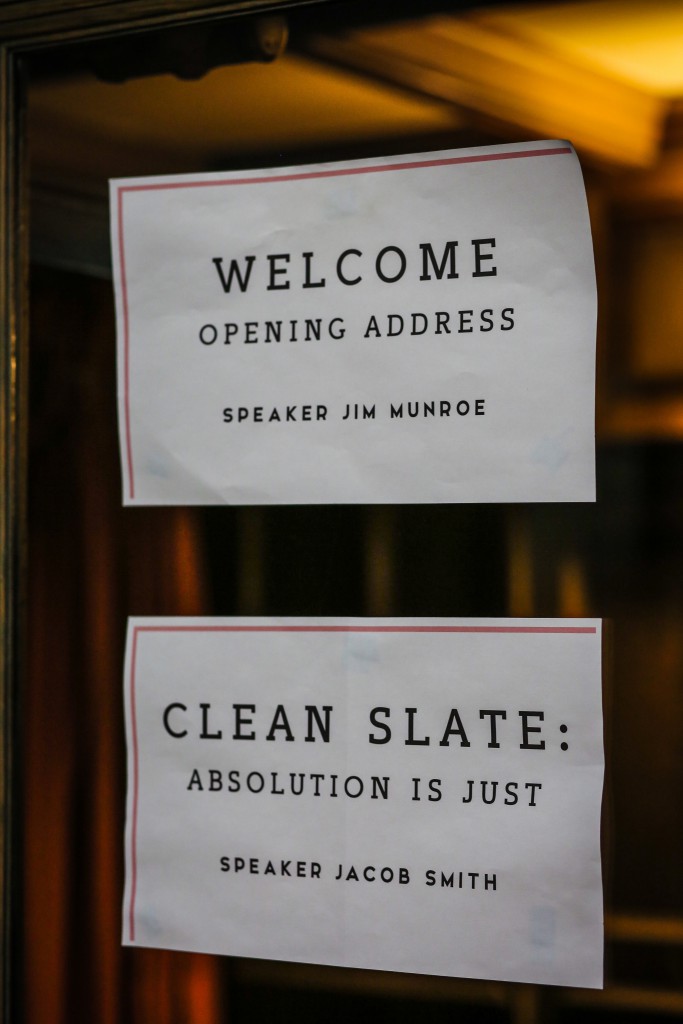 WELCOME
OPENING ADDRESS
SPEAKER JIM MUNROE
CLEAN SLATE:
ABSOLUTION IS JUST
SPEAKER JACOB SMITH